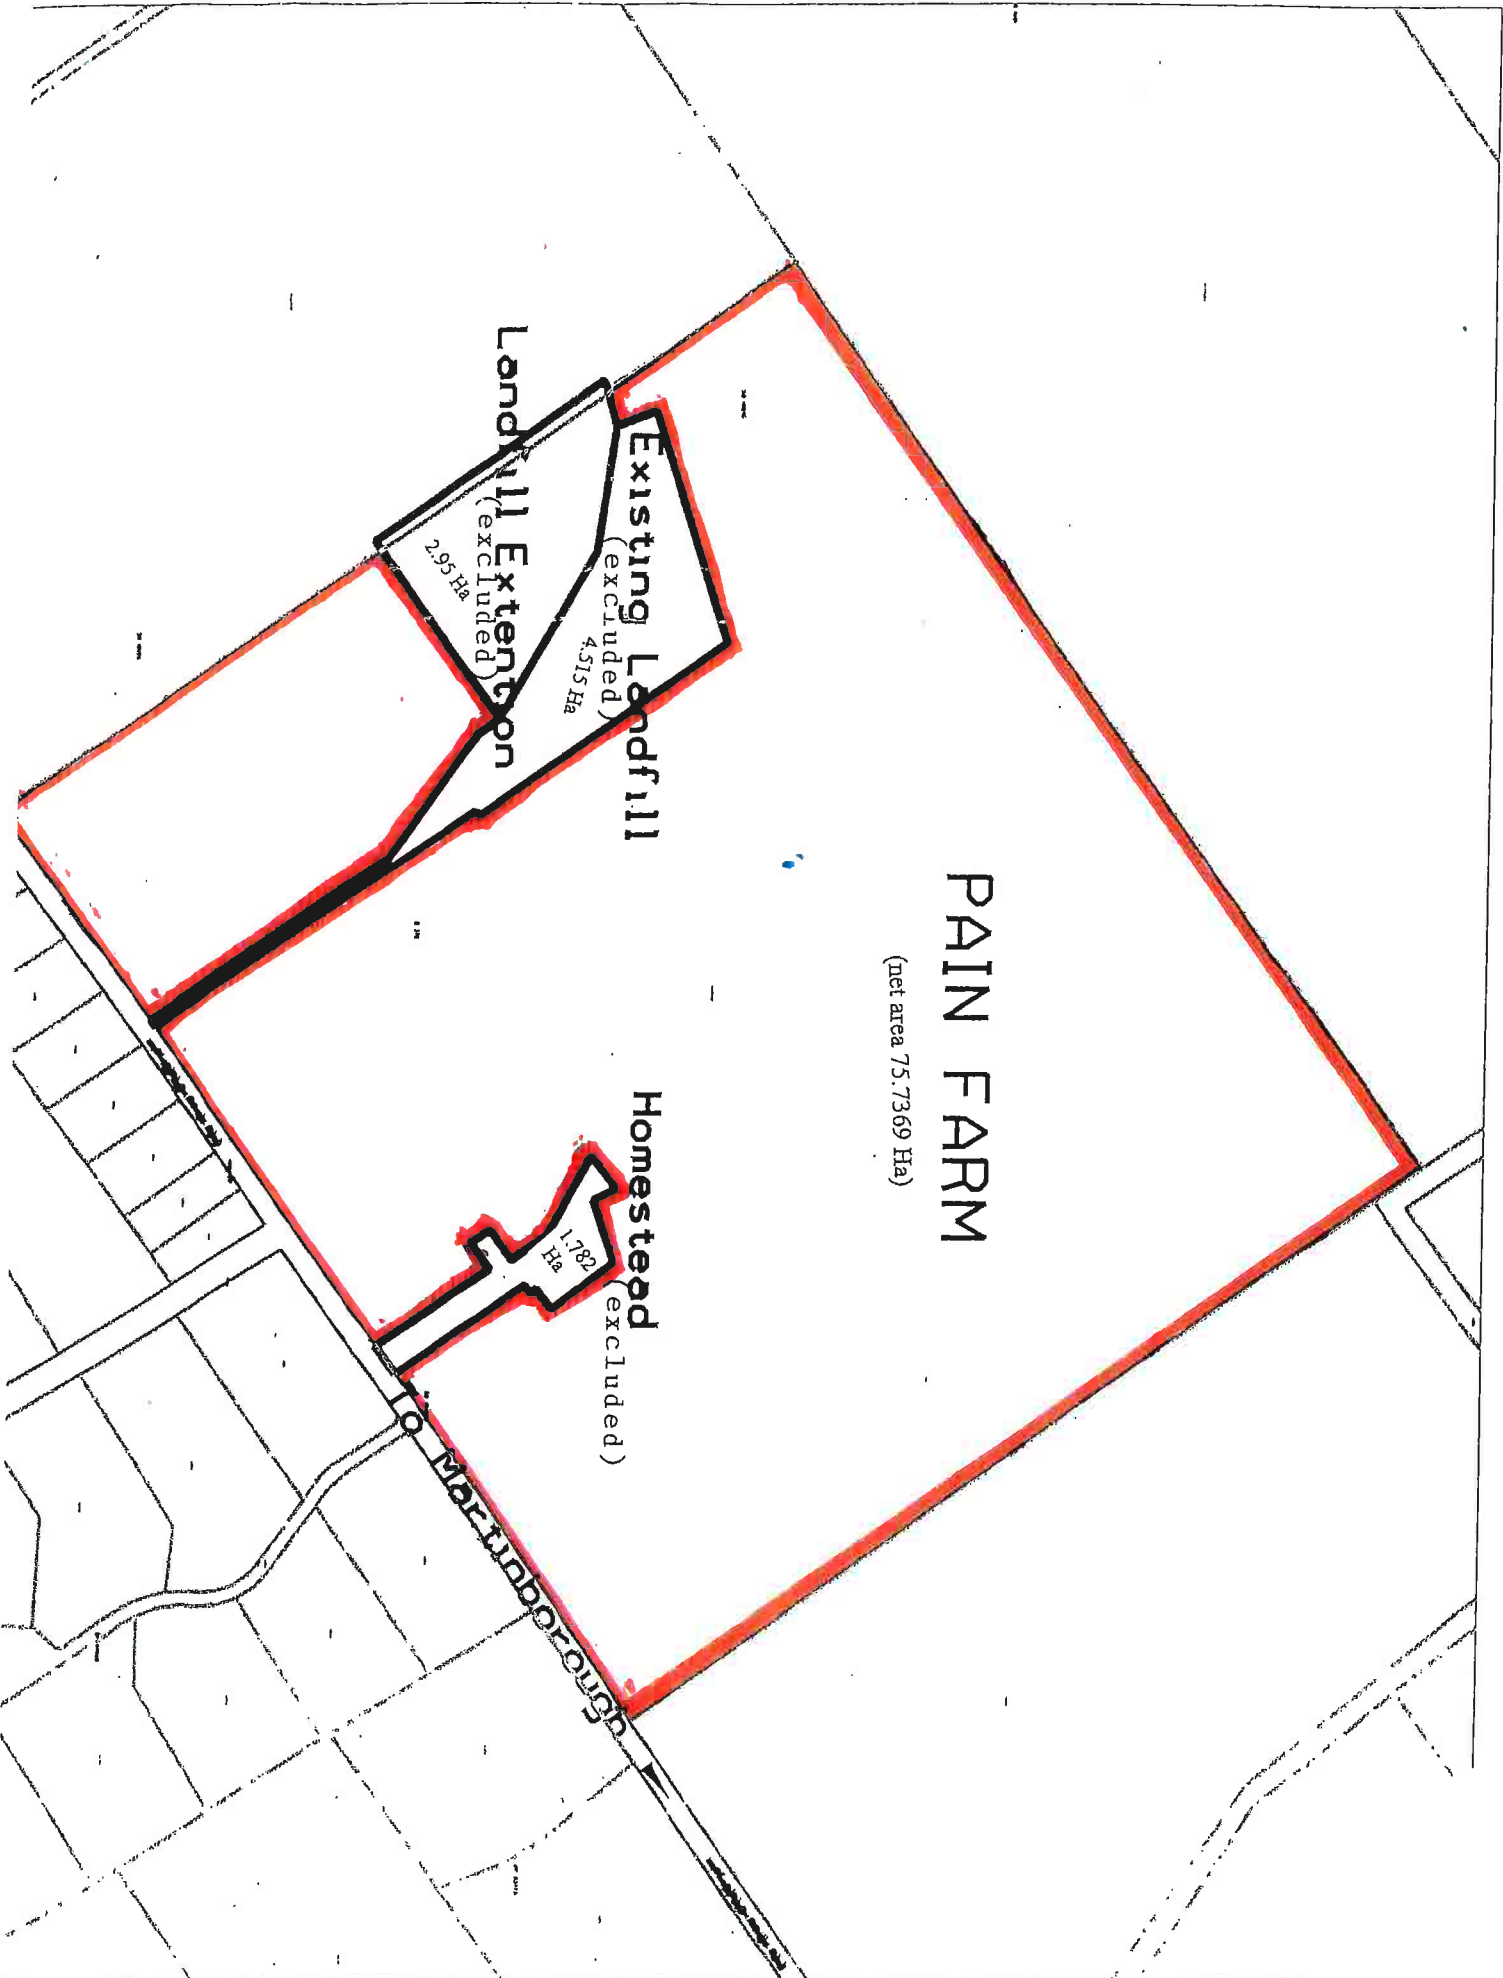 PAIN FARM
(net area 75.7369 Ha)
Existing Landfill
(excluded)
4.515 Ha
Landfill Extention
(excluded)
2.95 Ha
Homestead
(excluded)
1.782
Ha
To Martinborough